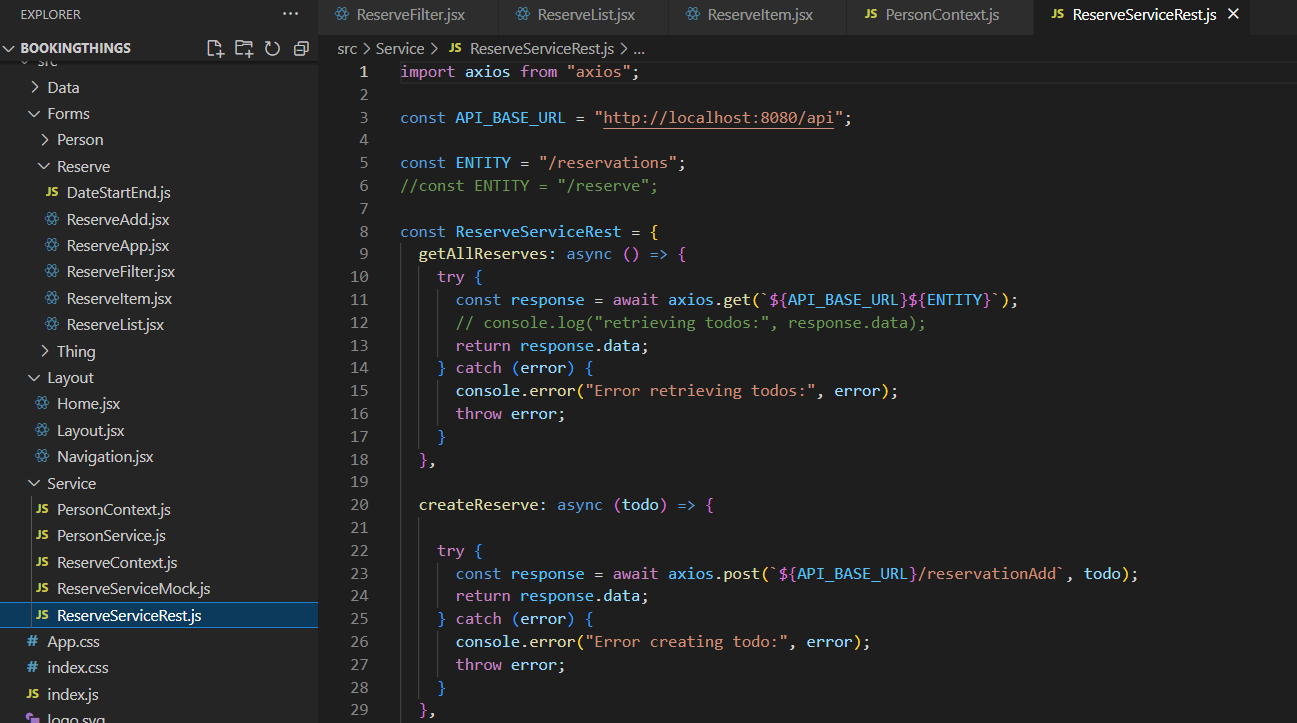 EXPLORER
BOOKINGTHINGS
src
Data
Forms
Person
Reserve
JS DateStartEnd.js
ReserveAdd.jsx
ReserveApp.jsx
ReserveFilter.jsx
ReserveItem.jsx
ReserveList.jsx
Thing
Layout
Home.jsx
Layout.jsx
Navigation.jsx
Service
JS PersonContext.js
JS PersonService.js
JS ReserveContext.js
JS ReserveServiceMock.js
JS ReserveServiceRest.js
# App.css
# index.css
JS index.js
logo.svg
ReserveFilter.jsx ReserveList.jsx ReserveItem.jsx JS PersonContext.js JS ReserveServiceRest.js
src > Service > JS ReserveServiceRest.js > ...
1 import axios from "axios";
2
3 const API_BASE_URL = "http://localhost:8080/api";
4
5 const ENTITY = "/reservations";
6 //const ENTITY = "/reserve";
7
8 const ReserveServiceRest = {
9 getAllReserves: async () => {
10 try {
11 const response = await axios.get(`${API_BASE_URL}${ENTITY}`);
12 // console.log("retrieving todos:", response.data);
13 return response.data;
14 } catch (error) {
15 console.error("Error retrieving todos:", error);
16 throw error;
17 }
18 },
19
20 createReserve: async (todo) => {
21
22 try {
23 const response = await axios.post(`${API_BASE_URL}/reservationAdd`, todo);
24 return response.data;
25 } catch (error) {
26 console.error("Error creating todo:", error);
27 throw error;
28 }
29 },